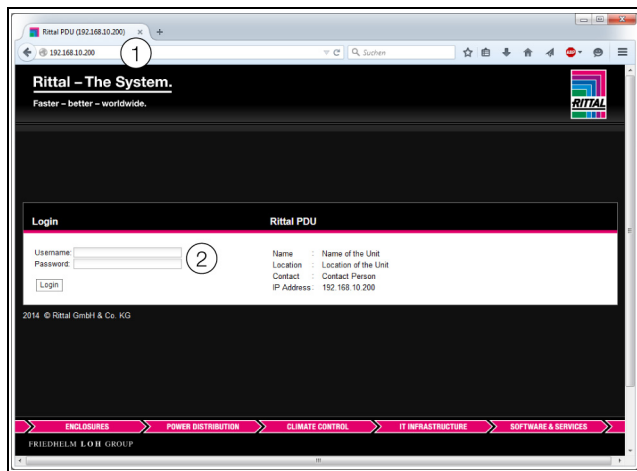 Rittal PDU (192.168.10.200)
192.168.10.200
1
Suchen
ABP
Rittal – The System.
Faster – better – worldwide.
RITTAL
Login
Rittal PDU
Username:
Password:
2
Login
Name : Name of the Unit
Location : Location of the Unit
Contact : Contact Person
IP Address : 192.168.10.200
2014 © Rittal GmbH & Co. KG
ENCLOSURES POWER DISTRIBUTION CLIMATE CONTROL IT INFRASTRUCTURE SOFTWARE & SERVICES
FRIEDHELM LOH GROUP